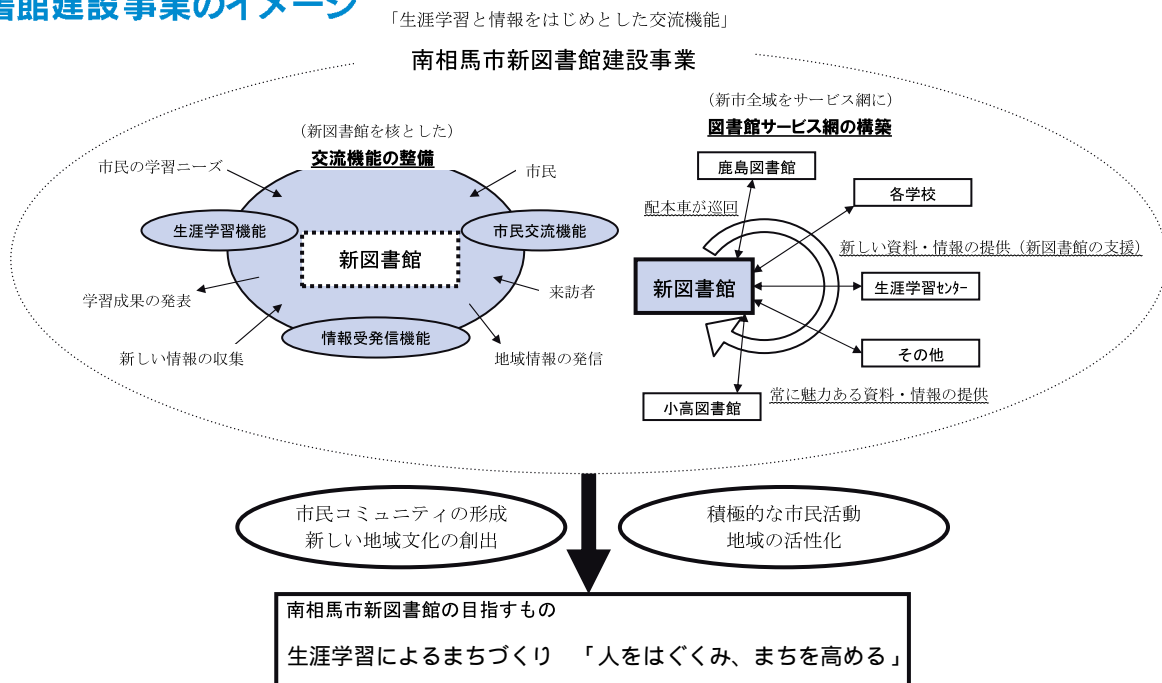 書館建設事業のイメージ
「生涯学習と情報をはじめとした交流機能」
南相馬市新図書館建設事業
（新図書館を核とした）
交流機能の整備
市民の学習ニーズ
市民
生涯学習機能
市民交流機能
新図書館
学習成果の発表
来訪者
新しい情報の収集
情報受発信機能
地域情報の発信
（新市全域をサービス網に）
図書館サービス網の構築
鹿島図書館
各学校
配本車が巡回
新しい資料・情報の提供（新図書館の支援）
新図書館
生涯学習ｾﾝﾀｰ
その他
常に魅力ある資料・情報の提供
小高図書館
市民コミュニティの形成
新しい地域文化の創出
積極的な市民活動
地域の活性化
南相馬市新図書館の目指すもの
生涯学習によるまちづくり　「人をはぐくみ、まちを高める」